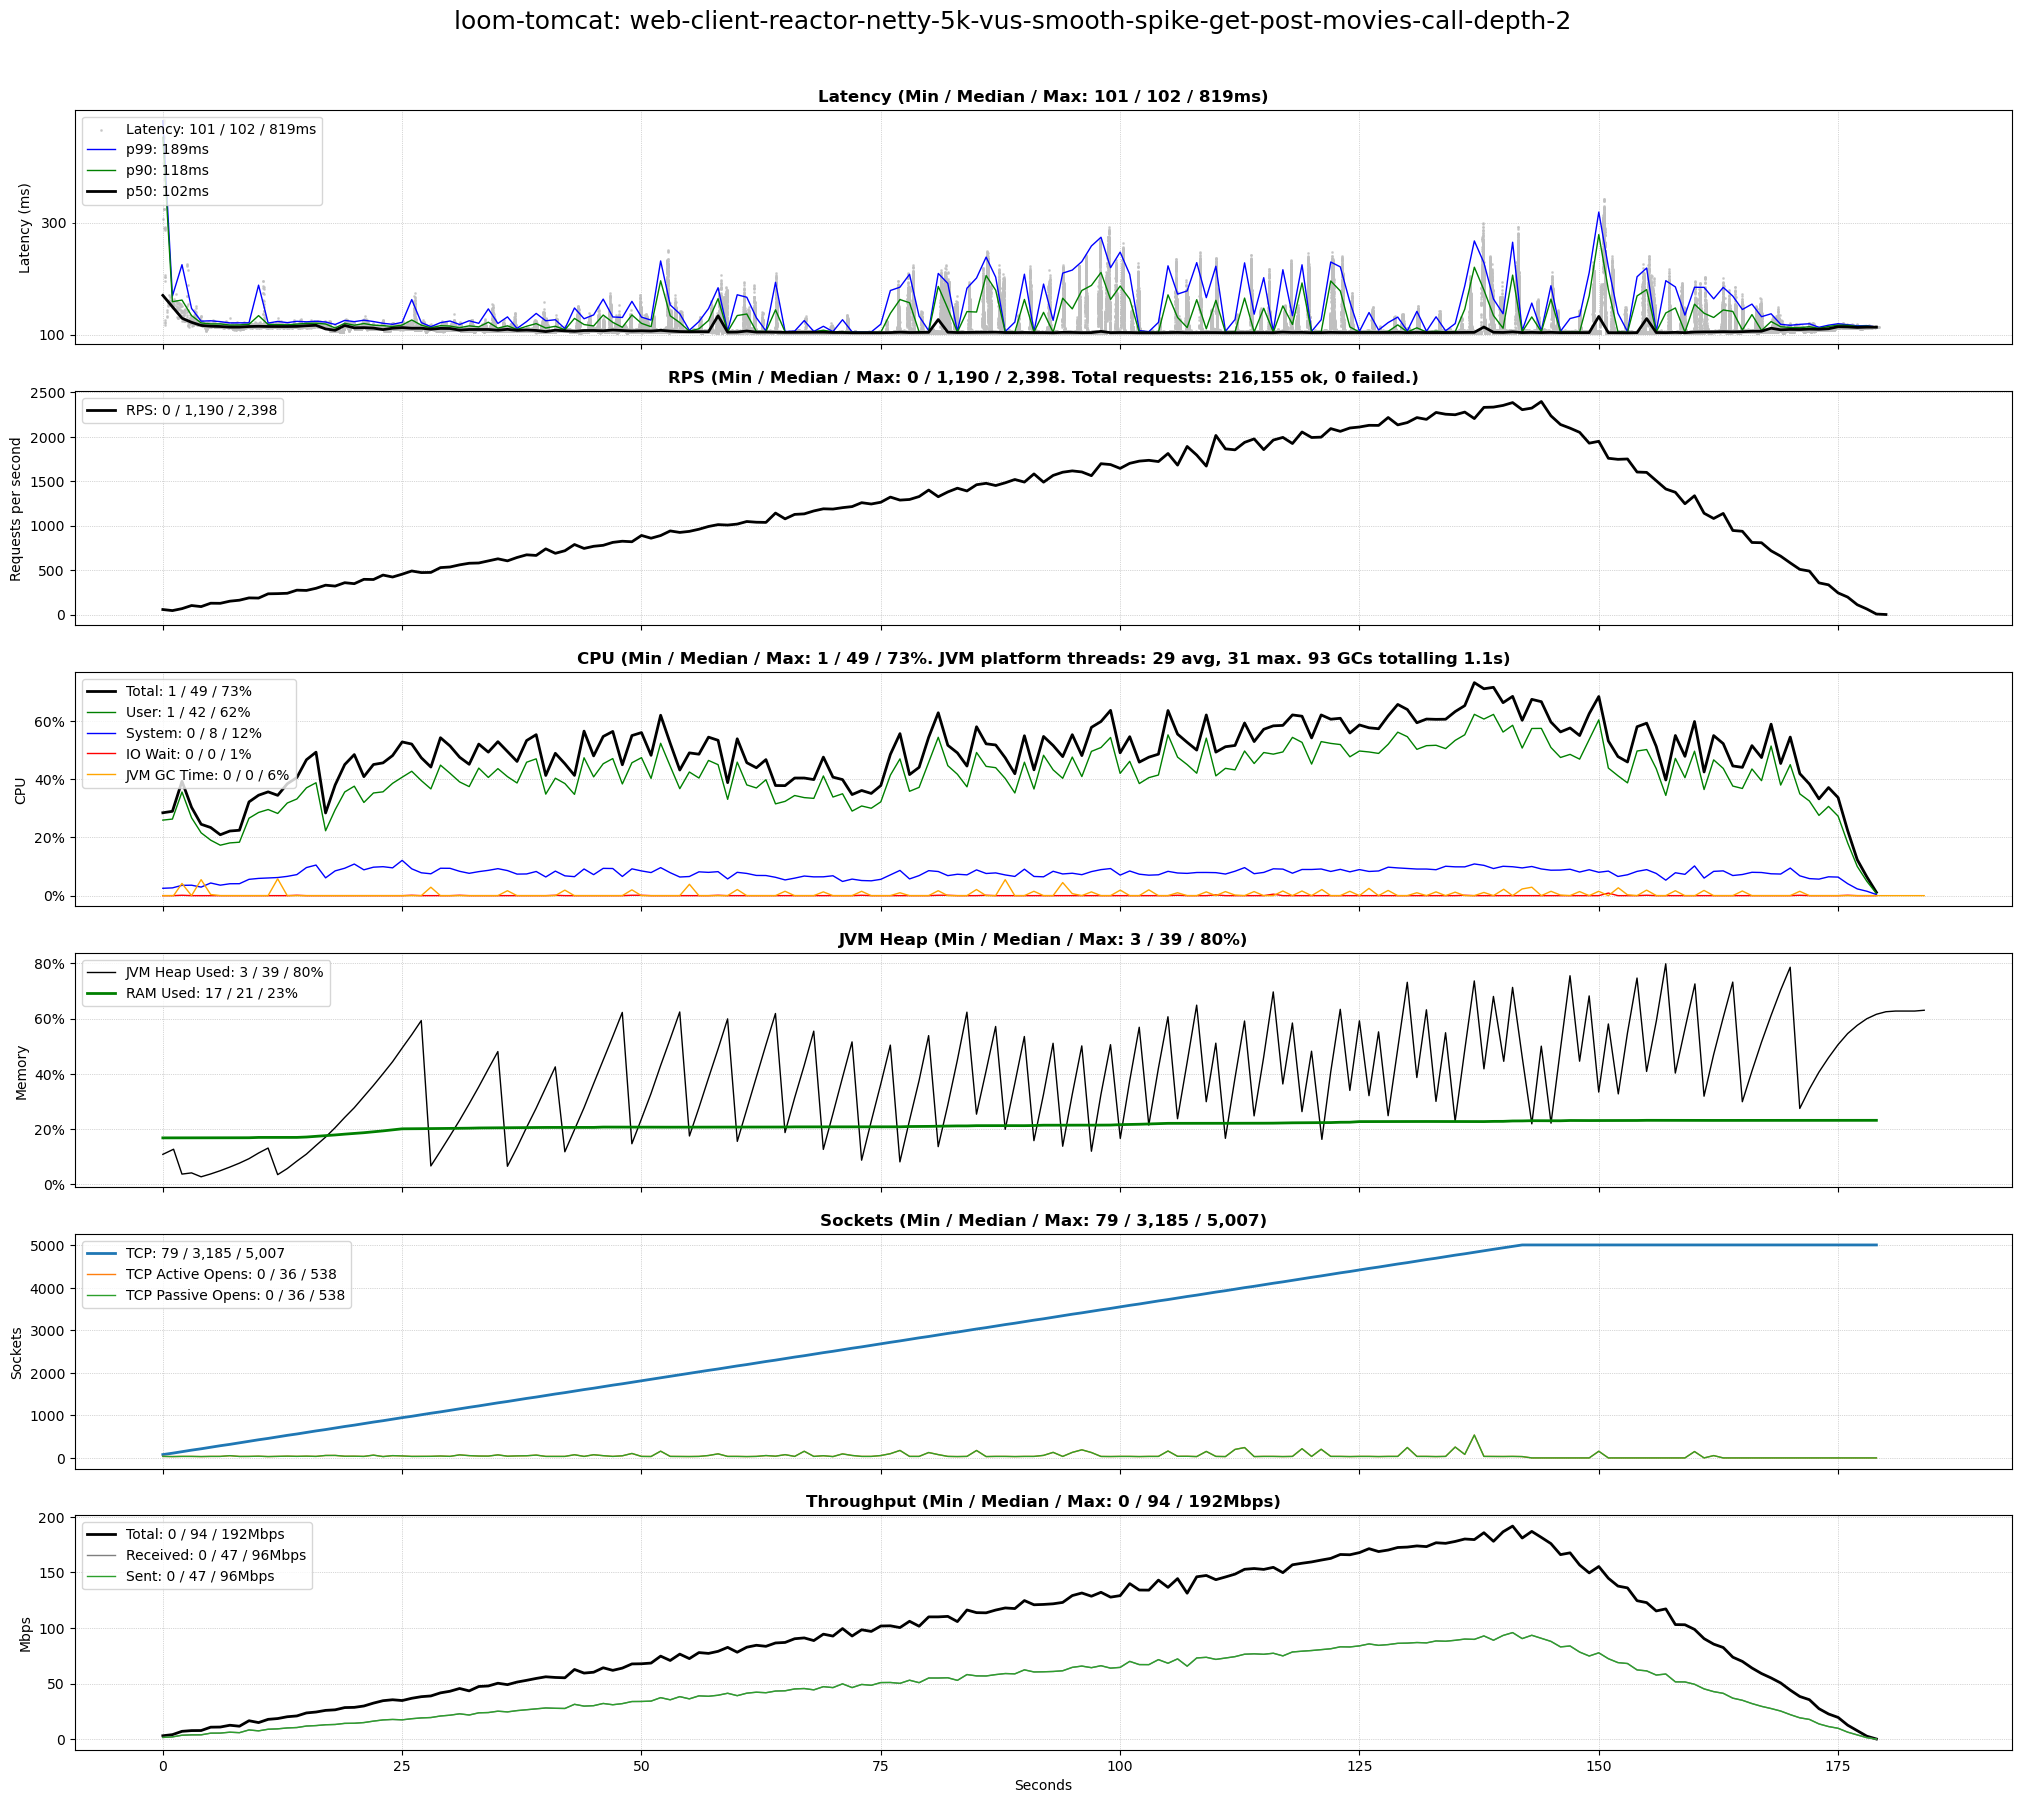 loom-tomcat: web-client-reactor-netty-5k-vus-smooth-spike-get-post-movies-call-depth-2
Latency (Min / Median / Max: 101 / 102 / 819ms)
Latency: 101 / 102 / 819ms
p99: 189ms
p90: 118ms
p50: 102ms
Latency (ms)
300
100
RPS (Min / Median / Max: 0 / 1,190 / 2,398. Total requests: 216,155 ok, 0 failed.)
RPS: 0 / 1,190 / 2,398
Requests per second
2500
2000
1500
1000
500
0
CPU (Min / Median / Max: 1 / 49 / 73%. JVM platform threads: 29 avg, 31 max. 93 GCs totalling 1.1s)
Total: 1 / 49 / 73%
User: 1 / 42 / 62%
System: 0 / 8 / 12%
IO Wait: 0 / 0 / 1%
JVM GC Time: 0 / 0 / 6%
CPU
60%
40%
20%
0%
JVM Heap (Min / Median / Max: 3 / 39 / 80%)
JVM Heap Used: 3 / 39 / 80%
RAM Used: 17 / 21 / 23%
Memory
80%
60%
40%
20%
0%
Sockets (Min / Median / Max: 79 / 3,185 / 5,007)
TCP: 79 / 3,185 / 5,007
TCP Active Opens: 0 / 36 / 538
TCP Passive Opens: 0 / 36 / 538
Sockets
5000
4000
3000
2000
1000
0
Throughput (Min / Median / Max: 0 / 94 / 192Mbps)
Total: 0 / 94 / 192Mbps
Received: 0 / 47 / 96Mbps
Sent: 0 / 47 / 96Mbps
Mbps
200
150
100
50
0
0 25 50 75 100 125 150 175
Seconds